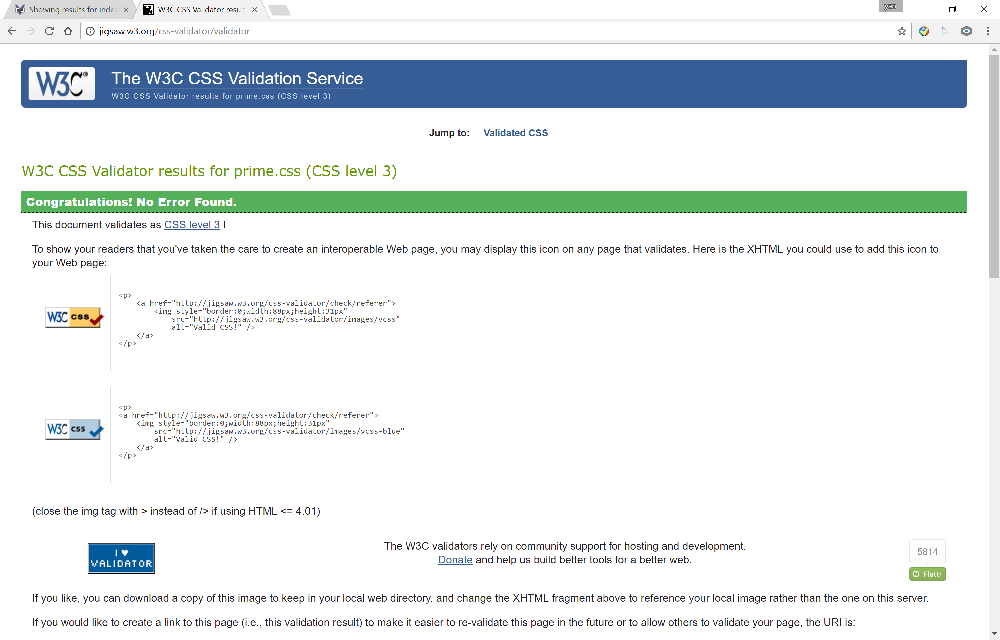 Showing results for index
W3C CSS Validator result
yan
jigsaw.w3.org/css-validator/validator
W3C®
The W3C CSS Validation Service
W3C CSS Validator results for prime.css (CSS level 3)
Jump to: Validated CSS
W3C CSS Validator results for prime.css (CSS level 3)
Congratulations! No Error Found.
This document validates as CSS level 3 !
To show your readers that you've taken the care to create an interoperable Web page, you may display this icon on any page that validates. Here is the XHTML you could use to add this icon to
your Web page:
W3C css
<p>
<a href="http://jigsaw.w3.org/css-validator/check/referer">
<img style="border:0;width:88px;height:31px"
src="http://jigsaw.w3.org/css-validator/images/vcss"
alt="Valid CSS!" />
</a>
</p>
W3C css
<p>
<a href="http://jigsaw.w3.org/css-validator/check/referer">
<img style="border:0;width:88px;height:31px"
src="http://jigsaw.w3.org/css-validator/images/vcss-blue"
alt="Valid CSS!" />
</a>
</p>
(close the img tag with > instead of /> if using HTML <= 4.01)
I ♥
VALIDATOR
The W3C validators rely on community support for hosting and development.
Donate and help us build better tools for a better web.
5814
Flattr
If you like, you can download a copy of this image to keep in your local web directory, and change the XHTML fragment above to reference your local image rather than the one on this server.
If you would like to create a link to this page (i.e., this validation result) to make it easier to re-validate this page in the future or to allow others to validate your page, the URI is: